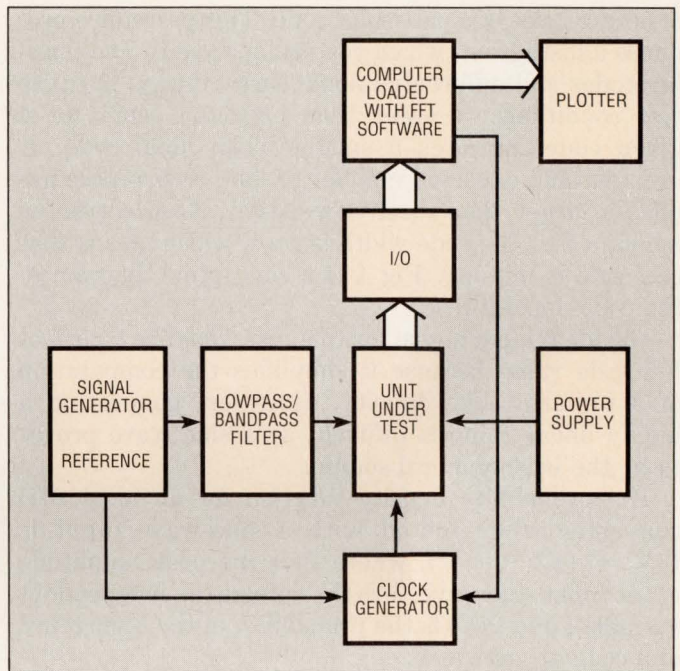 COMPUTER
LOADED
WITH FFT
SOFTWARE
PLOTTER
I/O
SIGNAL
GENERATOR
REFERENCE
LOWPASS/
BANDPASS
FILTER
UNIT
UNDER
TEST
POWER
SUPPLY
CLOCK
GENERATOR